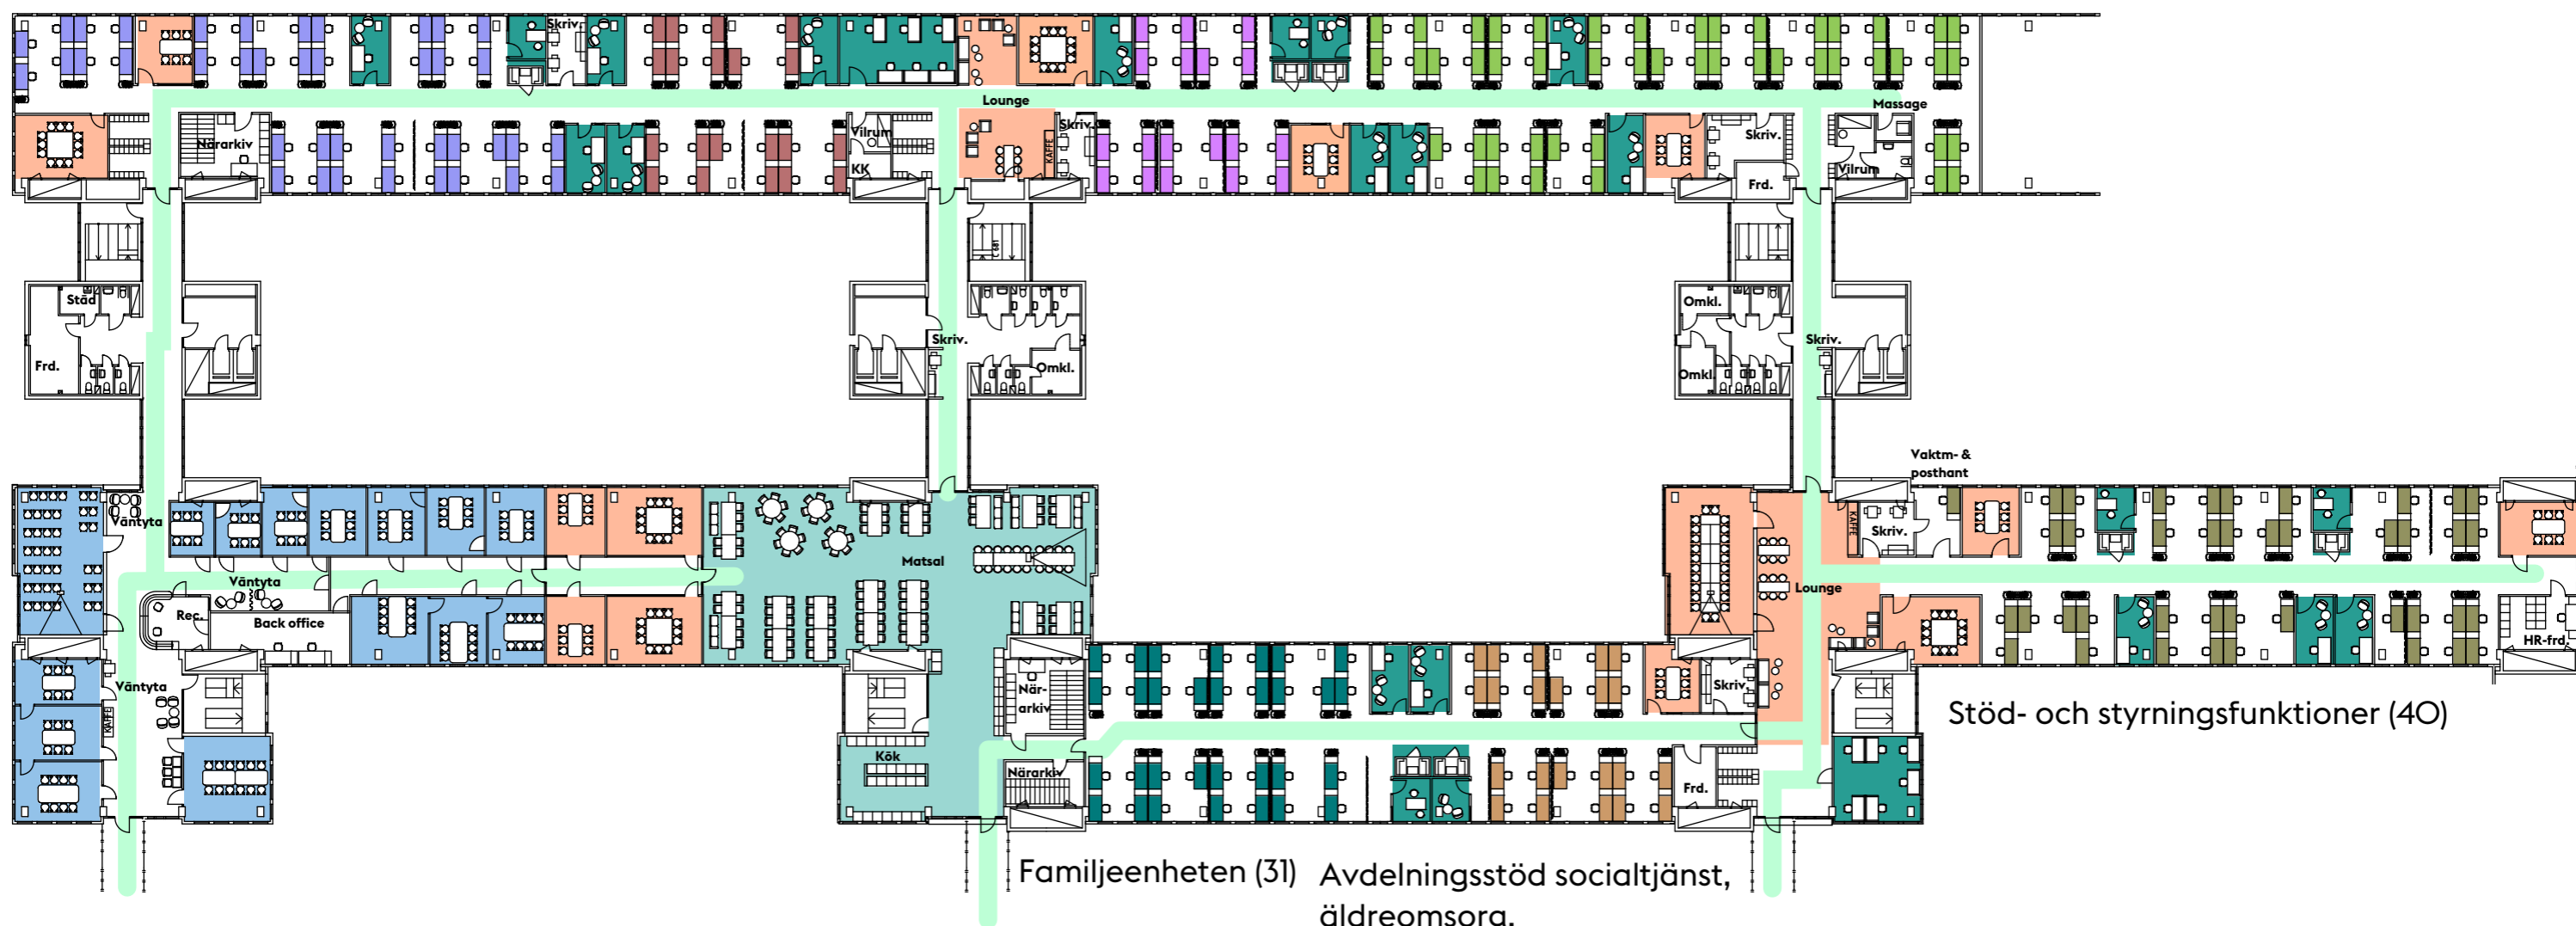 Skriv.
Lounge
Massage
Närarkiv
Vilrum
KK
KAFFE
Skriv.
Skriv.
Frd.
Vilrum
C 681
Städ
Frd.
Skriv.
Omkl.
Omkl.
Omkl.
Skriv.
Vaktm- &
posthant
Väntyta
Matsal
KAFFE
Skriv.
Väntyta
Rec.
Back office
Lounge
HR-frd.
Väntyta
KAFFE
När-
arkiv
Skriv.
Kök
Närarkiv
Frd.
Stöd- och styrningsfunktioner (40)
Familjeenheten (31)
Avdelningsstöd socialtjänst,
äldreomsorg,